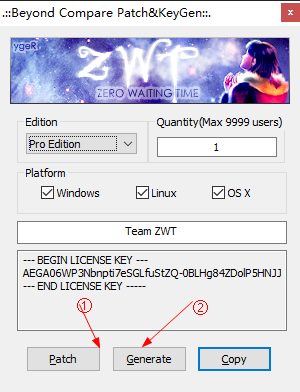 .::Beyond Compare Patch&KeyGen::.
ygeR
ZWT
ZERO WAITING TIME
Edition
Quantity(Max 9999 users)
Pro Edition
1
Platform
Windows
Linux
OS X
Team ZWT
--- BEGIN LICENSE KEY ---
AEGA06WP3Nbnpti7eSGLfuStZQ-0BLHg84ZDolP5HNJJ
--- END LICENSE KEY -----
①
②
Patch
Generate
Copy